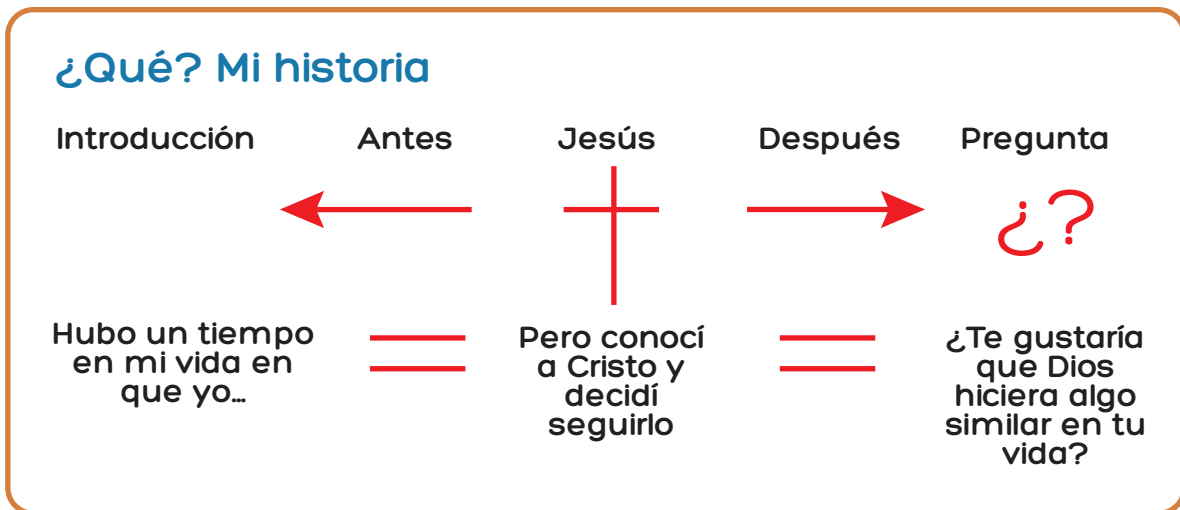 ¿Qué? Mi historia
Introducción Antes Jesús Después Pregunta
¿?
Hubo un tiempo
en mi vida en
que yo...
Pero conocí
a Cristo y
decidí
seguirlo
¿Te gustaría
que Dios
hiciera algo
similar en tu
vida?